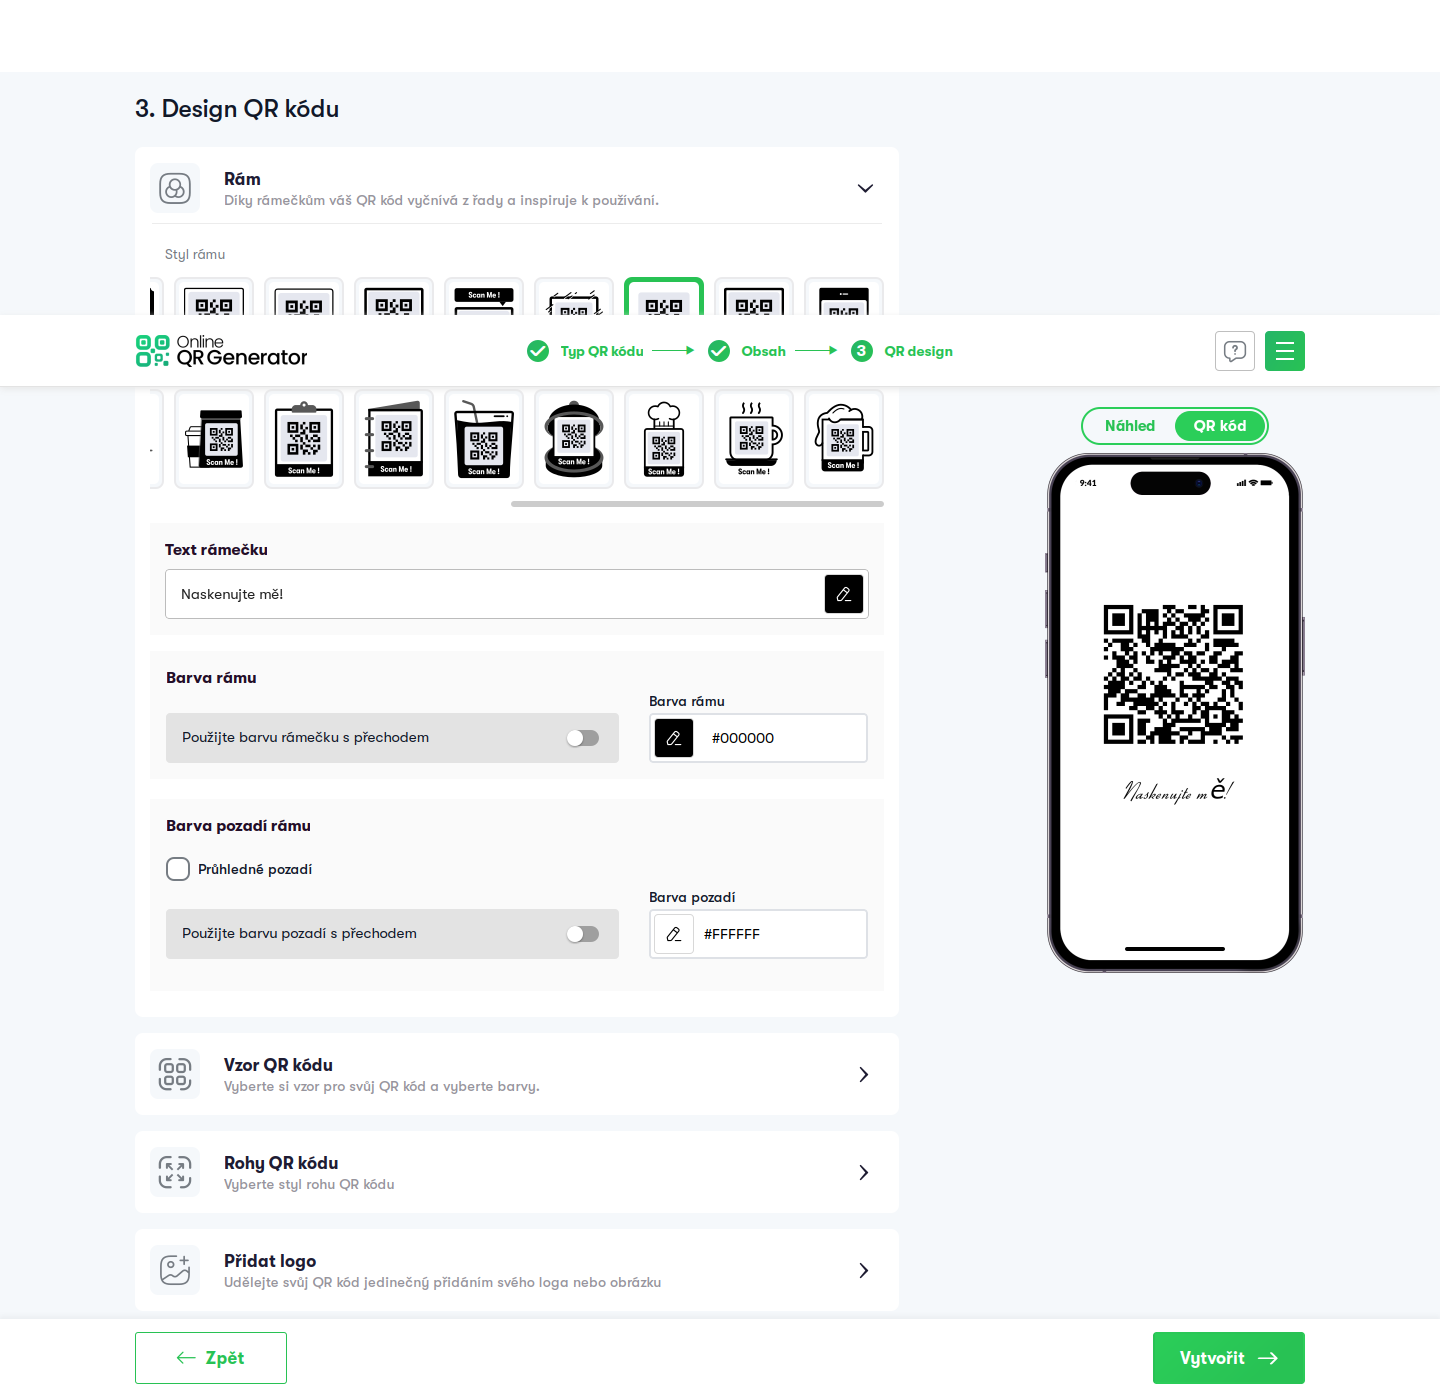 3. Design QR kódu
Rám
Díky rámečkům váš QR kód vyčnívá z řady a inspiruje k používání.
Styl rámu
Scan Me !
Online
QR Generator
Typ QR kódu
Obsah
3
QR design
Scan Me !
Scan Me !
Scan Me !
Scan Me !
Scan Me !
Scan Me !
Scan Me !
Scan Me !
Náhled
QR kód
9:41
Text rámečku
Naskenujte mě!
Barva rámu
Barva rámu
Použijte barvu rámečku s přechodem
#000000
Naskenujte mě!
Barva pozadí rámu
Průhledné pozadí
Barva pozadí
Použijte barvu pozadí s přechodem
#FFFFFF
Vzor QR kódu
Vyberte si vzor pro svůj QR kód a vyberte barvy.
Rohy QR kódu
Vyberte styl rohu QR kódu
Přidat logo
Udělejte svůj QR kód jedinečný přidáním svého loga nebo obrázku
Zpět
Vytvořit